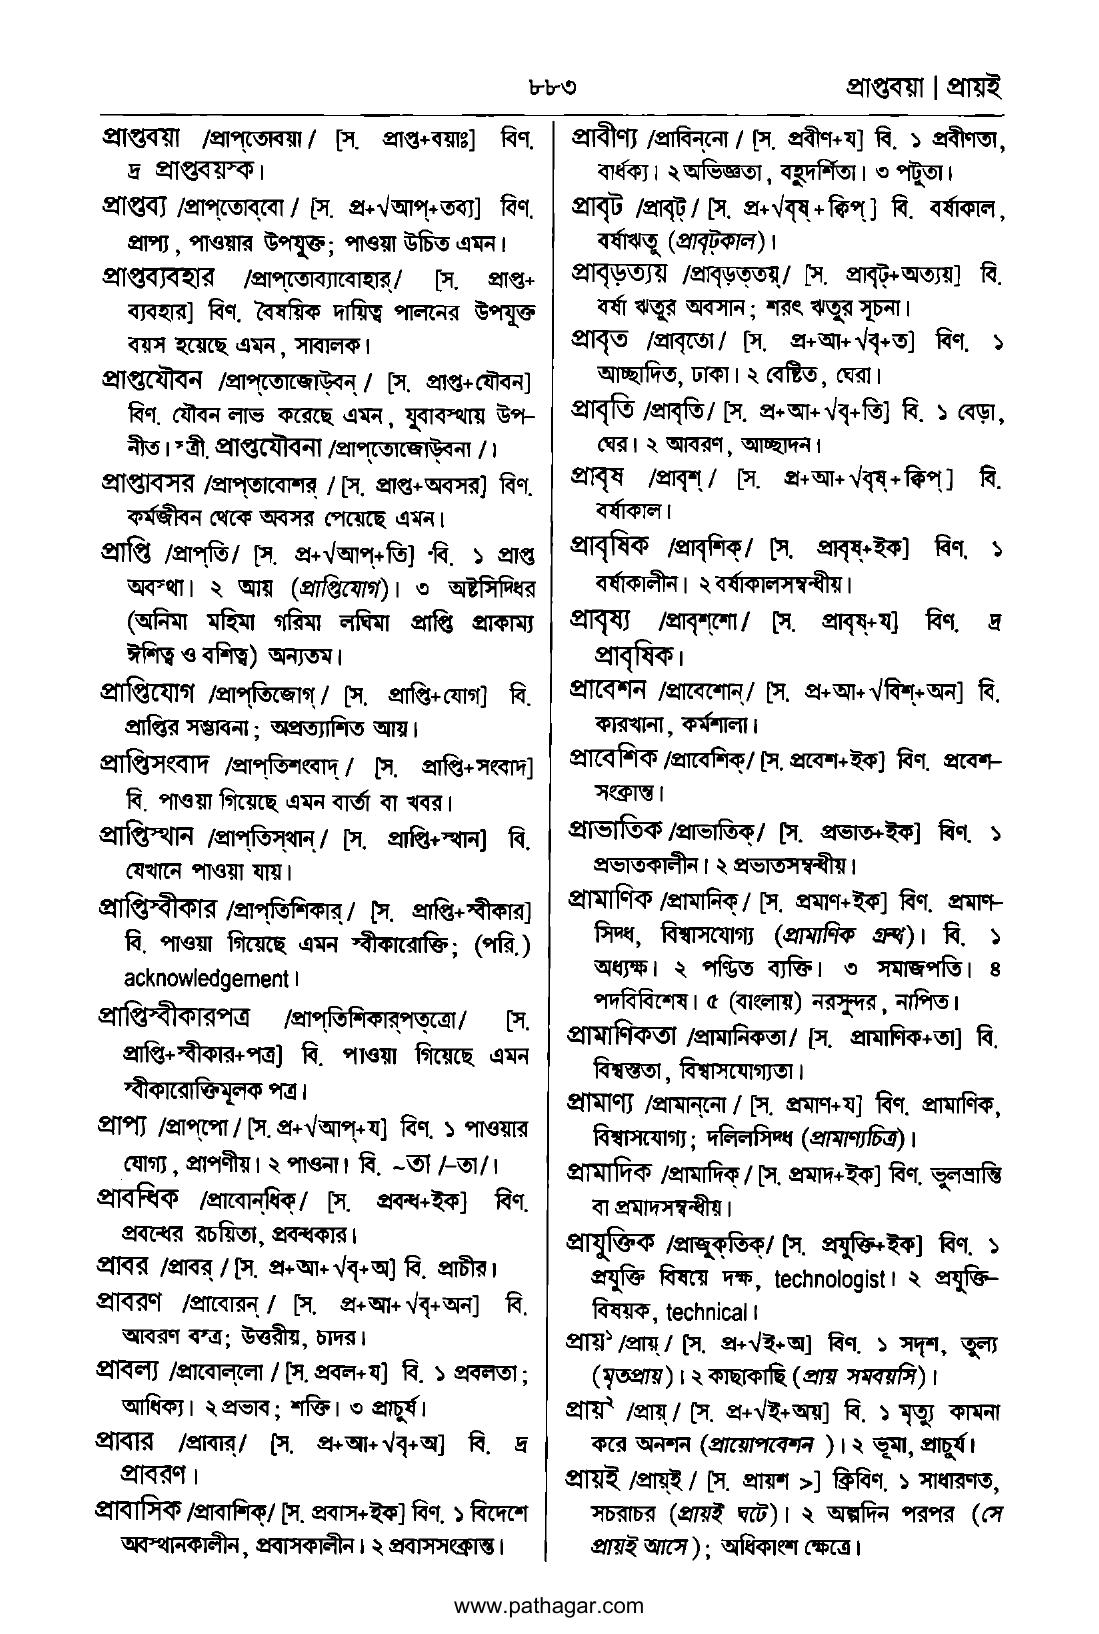 ৮৮৩
প্রাপ্তবয়া | প্রায়ই
প্রাপ্তবয়া /প্রাপ্‌তোবয়া/ [স. প্রাপ্ত+বয়াঃ] বিণ.
দ্র প্রাপ্তবয়স্ক।
প্রাপ্তব্য /প্রাপ্‌তোব্‌বো/ [স. প্র+√আপ্‌+তব্য] বিণ.
প্রাপ্য, পাওয়ার উপযুক্ত; পাওয়া উচিত এমন।
প্রাপ্তব্যবহার /প্রাপ্‌তোব্যাবোহার্‌/ [স. প্রাপ্ত+
ব্যবহার] বিণ. বৈষয়িক দায়িত্ব পালনের উপযুক্ত
বয়স হয়েছে এমন, সাবালক।
প্রাপ্তযৌবন /প্রাপ্‌তোজোউ্‌বন্‌/ [স. প্রাপ্ত+যৌবন]
বিণ. যৌবন লাভ করেছে এমন, যুবাবস্থায় উপ-
নীত। স্ত্রী. প্রাপ্তযৌবনা /প্রাপ্‌তোজোউ্‌বনা/।
প্রাপ্তাবসর /প্রাপ্‌তাবোশর্‌/ [স. প্রাপ্ত+অবসর] বিণ.
কর্মজীবন থেকে অবসর পেয়েছে এমন।
প্রাপ্তি /প্রাপ্‌তি/ [স. প্র+√আপ্‌+তি] বি. ১ প্রাপ্ত
অবস্থা। ২ আয় (প্রাপ্তিযোগ)। ৩ অষ্টসিদ্ধির
(অনিমা মহিমা গরিমা লঘিমা প্রাপ্তি প্রাকাম্য
ঈশিত্ব ও বশিত্ব) অন্যতম।
প্রাপ্তিযোগ /প্রাপ্‌তিজোগ্‌/ [স. প্রাপ্তি+যোগ] বি.
প্রাপ্তির সম্ভাবনা; অপ্রত্যাশিত আয়।
প্রাপ্তিসংবাদ /প্রাপ্‌তিশংবাদ্‌/ [স. প্রাপ্তি+সংবাদ]
বি. পাওয়া গিয়েছে এমন বার্তা বা খবর।
প্রাপ্তিস্থান /প্রাপ্‌তিস্‌থান্‌/ [স. প্রাপ্তি+স্থান] বি.
যেখানে পাওয়া যায়।
প্রাপ্তিস্বীকার /প্রাপ্‌তিশিকার্‌/ [স. প্রাপ্তি+স্বীকার]
বি. পাওয়া গিয়েছে এমন স্বীকারোক্তি; (পরি.)
acknowledgement।
প্রাপ্তিস্বীকারপত্র /প্রাপ্‌তিশিকার্‌পত্‌ত্রো/ [স.
প্রাপ্তি+স্বীকার+পত্র] বি. পাওয়া গিয়েছে এমন
স্বীকারোক্তিমূলক পত্র।
প্রাপ্য /প্রাপ্‌পো/ [স. প্র+√আপ্‌+য] বিণ. ১ পাওয়ার
যোগ্য, প্রাপণীয়। ২ পাওনা। বি. ~তা /-তা/।
প্রাবন্ধিক /প্রাবোন্‌ধিক্‌/ [স. প্রবন্ধ+ইক] বিণ.
প্রবন্ধের রচয়িতা, প্রবন্ধকার।
প্রাবর /প্রাবর্‌/ [স. প্র+আ+√বৃ+অ] বি. প্রাচীর।
প্রাবরণ /প্রাবোরন্‌/ [স. প্র+আ+√বৃ+অন] বি.
আবরণ বস্ত্র; উত্তরীয়, চাদর।
প্রাবল্য /প্রাবোল্‌লো/ [স. প্রবল+য] বি. ১ প্রবলতা;
আধিক্য। ২ প্রভাব; শক্তি। ৩ প্রাচুর্য।
প্রাবার /প্রাবার্‌/ [স. প্র+আ+√বৃ+অ] বি. দ্র
প্রাবরণ।
প্রাবাসিক /প্রাবাশিক্‌/ [স. প্রবাস+ইক] বিণ. ১ বিদেশে
অবস্থানকালীন, প্রবাসকালীন। ২ প্রবাসসংক্রান্ত।
প্রাবীণ্য /প্রাবিন্‌নো/ [স. প্রবীণ+য] বি. ১ প্রবীণতা,
বার্ধক্য। ২ অভিজ্ঞতা, বহুদর্শিতা। ৩ পটুতা।
প্রাবৃট /প্রাবৃট্‌/ [স. প্র+√বৃষ্‌+ক্বিপ্‌] বি. বর্ষাকাল,
বর্ষাঋতু (প্রাবৃট্‌কাল)।
প্রাবৃড়ত্যয় /প্রাবৃড়ত্‌তয়্‌/ [স. প্রাবৃট্‌+অত্যয়] বি.
বর্ষা ঋতুর অবসান; শরৎ ঋতুর সূচনা।
প্রাবৃত /প্রাবৃতো/ [স. প্র+আ+√বৃ+ত] বিণ. ১
আচ্ছাদিত, ঢাকা। ২ বেষ্টিত, ঘেরা।
প্রাবৃতি /প্রাবৃতি/ [স. প্র+আ+√বৃ+তি] বি. ১ বেড়া,
ঘের। ২ আবরণ, আচ্ছাদন।
প্রাবৃষ /প্রাবৃশ্‌/ [স. প্র+আ+√বৃষ্‌+ক্বিপ্‌] বি.
বর্ষাকাল।
প্রাবৃষিক /প্রাবৃশিক্‌/ [স. প্রাবৃষ্‌+ইক] বিণ. ১
বর্ষাকালীন। ২ বর্ষাকালসম্বন্ধীয়।
প্রাবৃষ্য /প্রাবৃশ্‌শো/ [স. প্রাবৃষ্‌+য] বিণ. দ্র
প্রাবৃষিক।
প্রাবেশন /প্রাবেশোন্‌/ [স. প্র+আ+√বিশ্‌+অন] বি.
কারখানা, কর্মশালা।
প্রাবেশিক /প্রাবেশিক্‌/ [স. প্রবেশ+ইক] বিণ. প্রবেশ-
সংক্রান্ত।
প্রাভাতিক /প্রাভাতিক্‌/ [স. প্রভাত+ইক] বিণ. ১
প্রভাতকালীন। ২ প্রভাতসম্বন্ধীয়।
প্রামাণিক /প্রামানিক্‌/ [স. প্রমাণ+ইক] বিণ. প্রমাণ-
সিদ্ধ, বিশ্বাসযোগ্য (প্রামাণিক গ্রন্থ)। বি. ১
অধ্যক্ষ। ২ পণ্ডিত ব্যক্তি। ৩ সমাজপতি। ৪
পদবিবিশেষ। ৫ (বাংলায়) নরসুন্দর, নাপিত।
প্রামাণিকতা /প্রামানিকতা/ [স. প্রামাণিক+তা] বি.
বিশ্বস্ততা, বিশ্বাসযোগ্যতা।
প্রামাণ্য /প্রামান্‌নো/ [স. প্রমাণ+য] বিণ. প্রামাণিক,
বিশ্বাসযোগ্য; দলিলসিদ্ধ (প্রামাণ্যচিত্র)।
প্রামাদিক /প্রামাদিক্‌/ [স. প্রমাদ+ইক] বিণ. ভুলভ্রান্তি
বা প্রমাদসম্বন্ধীয়।
প্রাযুক্তিক /প্রাজুক্‌তিক্‌/ [স. প্রযুক্তি+ইক] বিণ. ১
প্রযুক্তি বিষয়ে দক্ষ, technologist। ২ প্রযুক্তি-
বিষয়ক, technical।
প্রায়১ /প্রায়্‌/ [স. প্র+√ই+অ] বিণ. ১ সদৃশ, তুল্য
(মৃতপ্রায়)। ২ কাছাকাছি (প্রায় সমবয়সি)।
প্রায়২ /প্রায়্‌/ [স. প্র+√ই+অয়] বি. ১ মৃত্যু কামনা
করে অনশন (প্রায়োপবেশন )। ২ ভূমা, প্রাচুর্য।
প্রায়ই /প্রায়্‌ই/ [স. প্রায়শ >] ক্রিবিণ. ১ সাধারণত,
সচরাচর (প্রায়ই ঘটে)। ২ অল্পদিন পরপর (সে
প্রায়ই আসে); অধিকাংশ ক্ষেত্রে।
www.pathagar.com